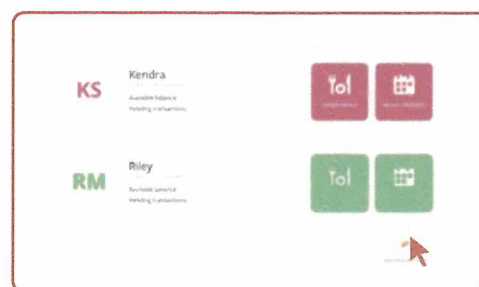 KS
Kendra
Available balance
Pending transactions
RM
Riley
Available balance
Pending transactions